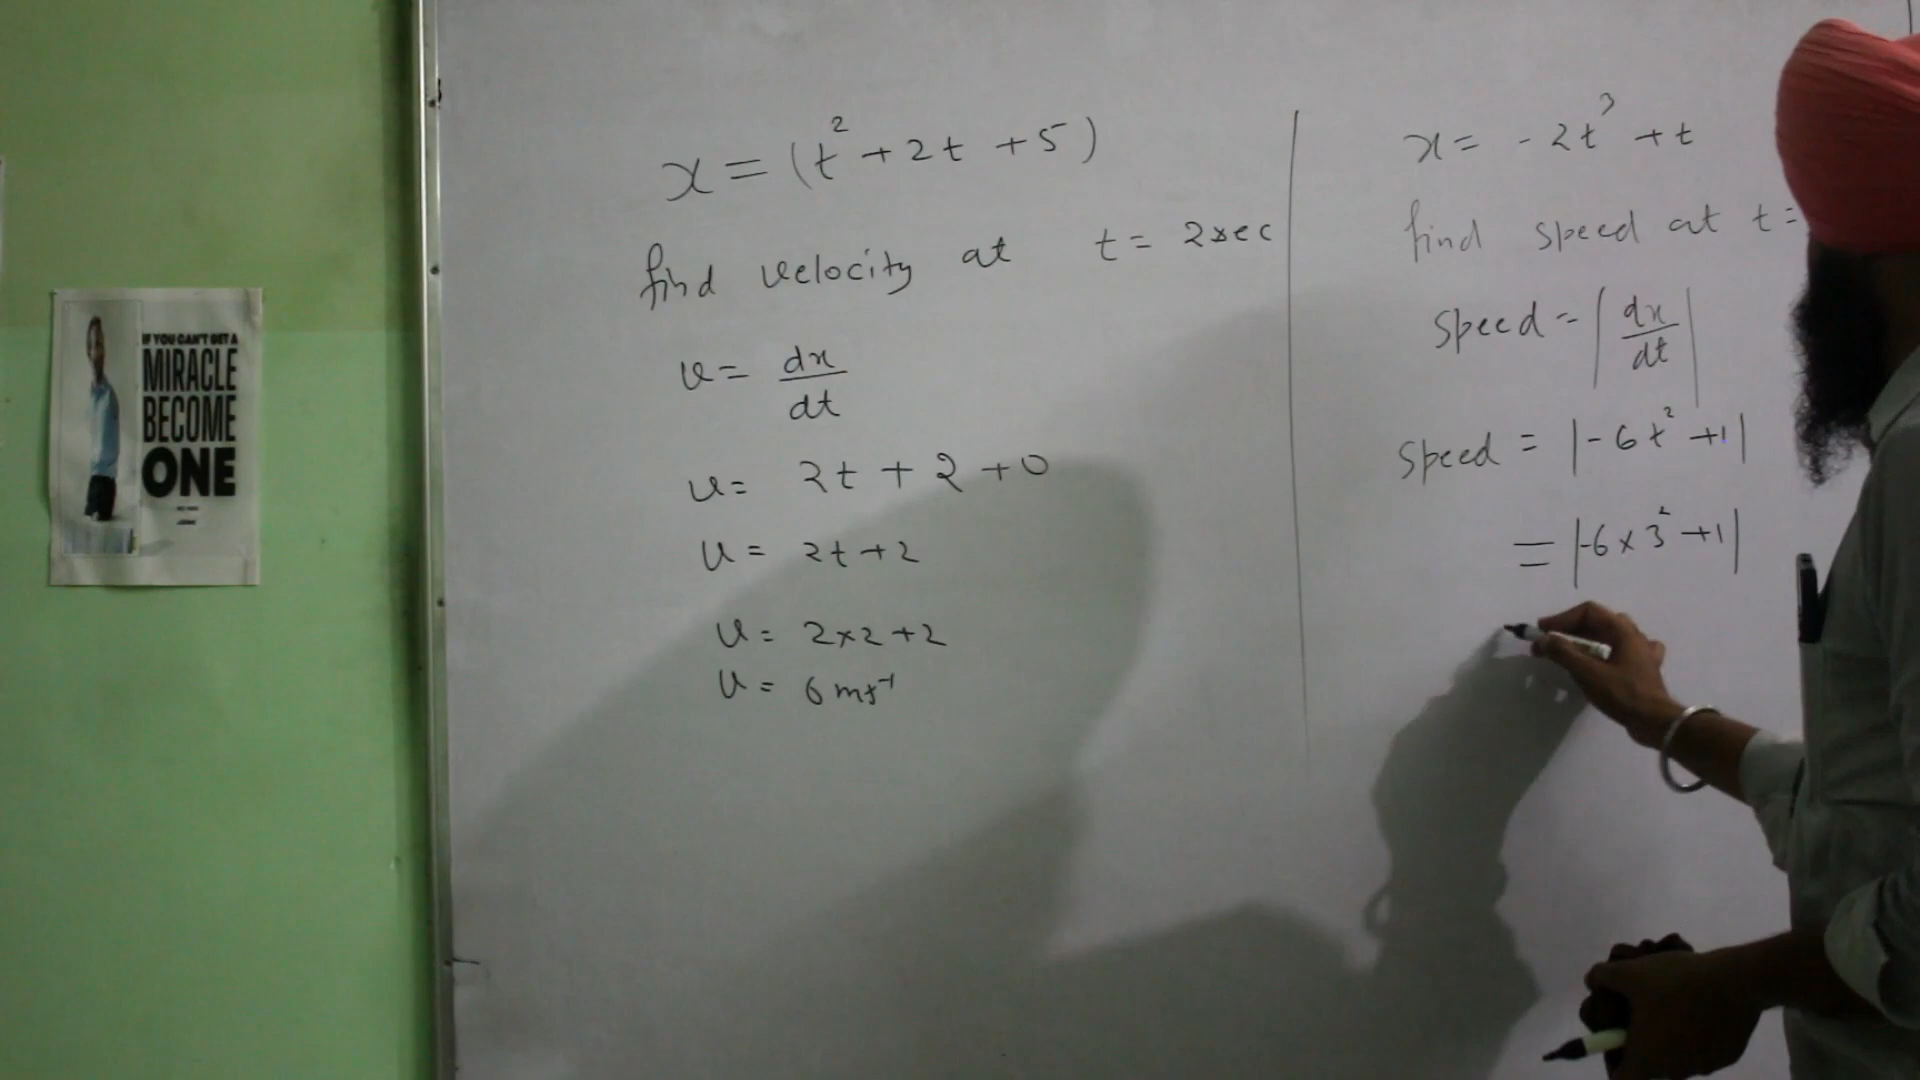 IF YOU CAN'T GET A
MIRACLE
BECOME
ONE
x = (t² + 2t + 5)
find velocity at t = 2sec
v = dx/dt
v = 2t + 2 + 0
v = 2t + 2
v = 2×2+2
v = 6 ms⁻¹
x = -2t³ + t
find speed at t =
Speed = |dx/dt|
Speed = |-6t² +1|
= |-6×3² +1|